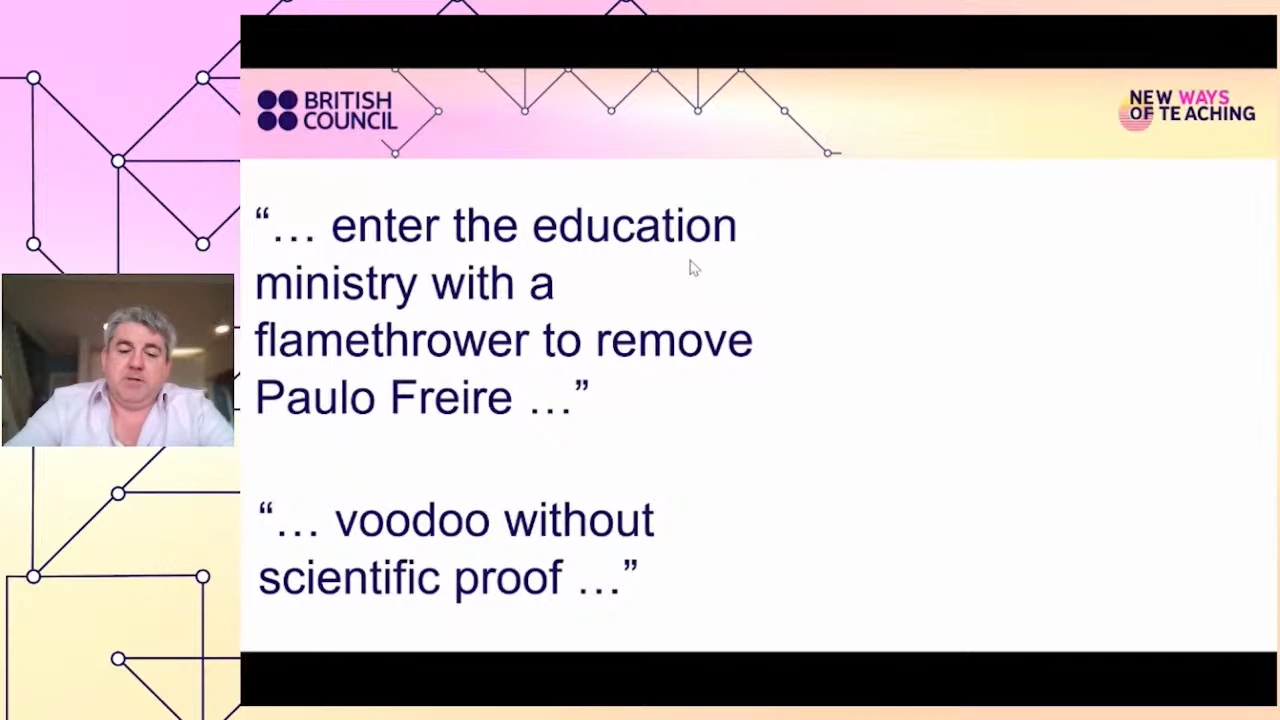 BRITISH
COUNCIL
NEW WAYS
OF TEACHING
“… enter the education
ministry with a
flamethrower to remove
Paulo Freire …”
“… voodoo without
scientific proof …”